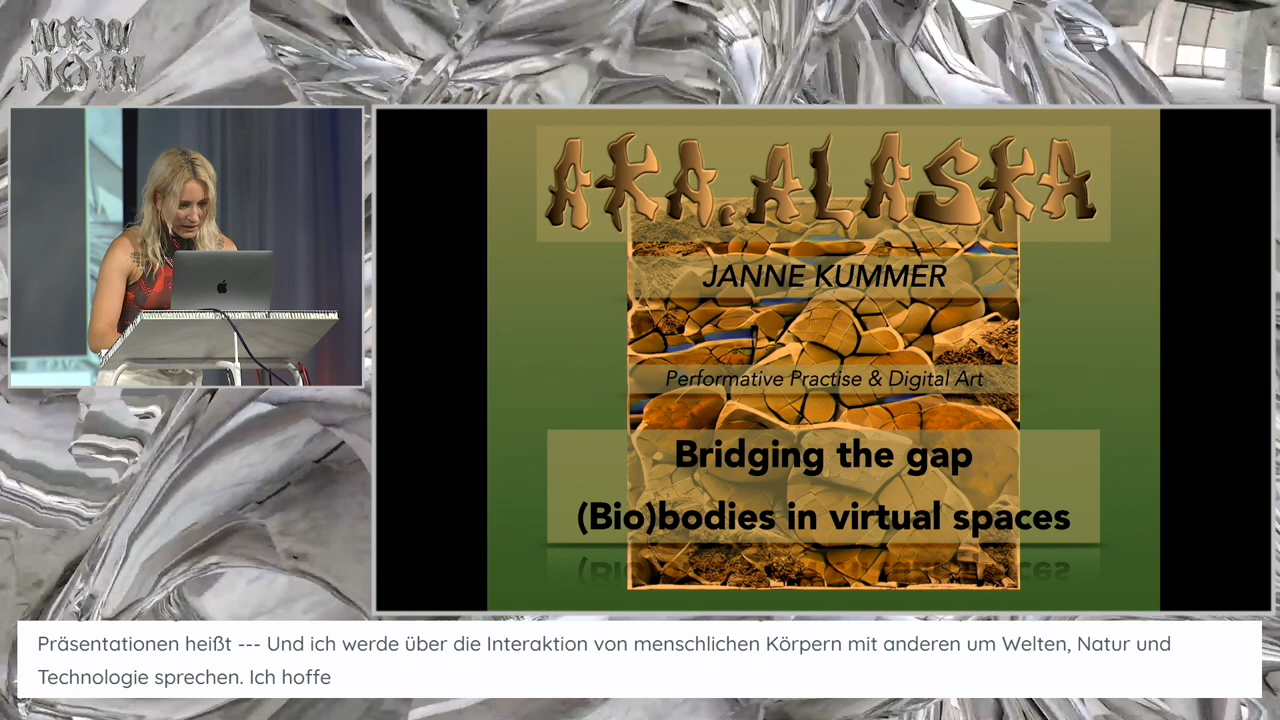 NEW
NOW
AKA.ALASKA
JANNE KUMMER
Performative Practise & Digital Art
Bridging the gap
(Bio)bodies in virtual spaces
Präsentationen heißt --- Und ich werde über die Interaktion von menschlichen Körpern mit anderen um Welten, Natur und
Technologie sprechen. Ich hoffe